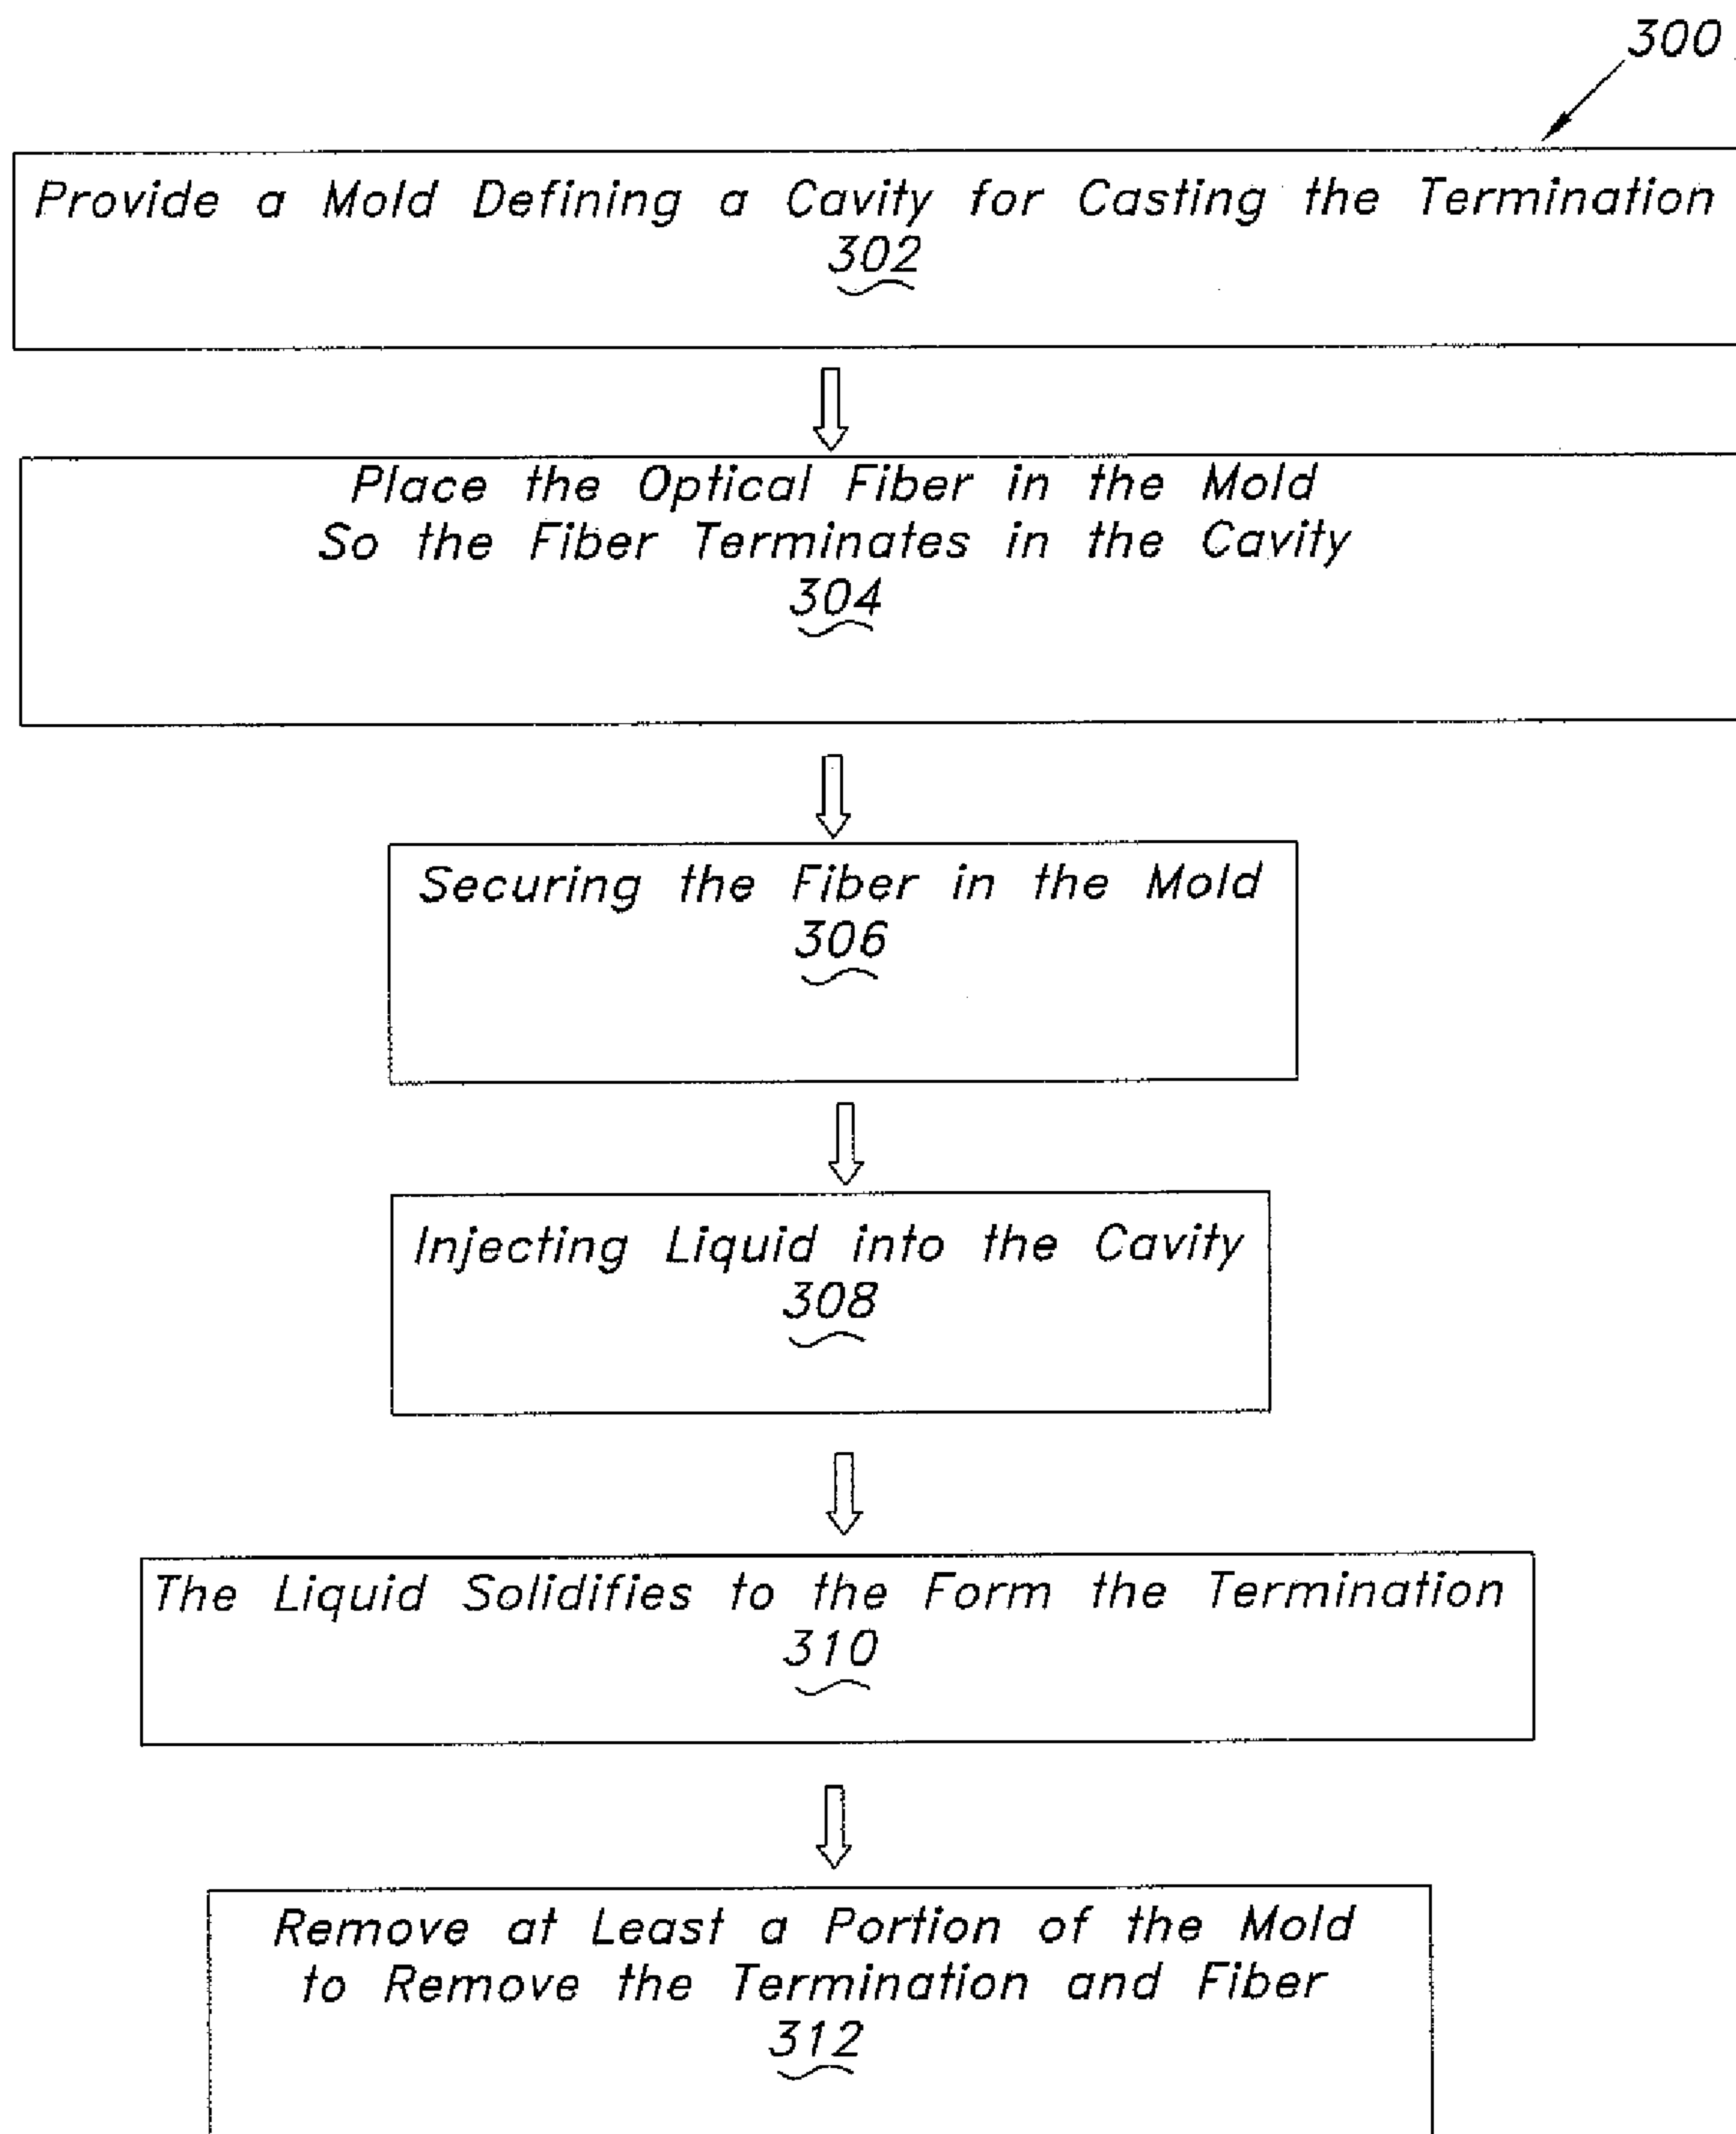 300
Provide a Mold Defining a Cavity for Casting the Termination
302
Place the Optical Fiber in the Mold
So the Fiber Terminates in the Cavity
304
Securing the Fiber in the Mold
306
Injecting Liquid into the Cavity
308
The Liquid Solidifies to the Form the Termination
310
Remove at Least a Portion of the Mold
to Remove the Termination and Fiber
312